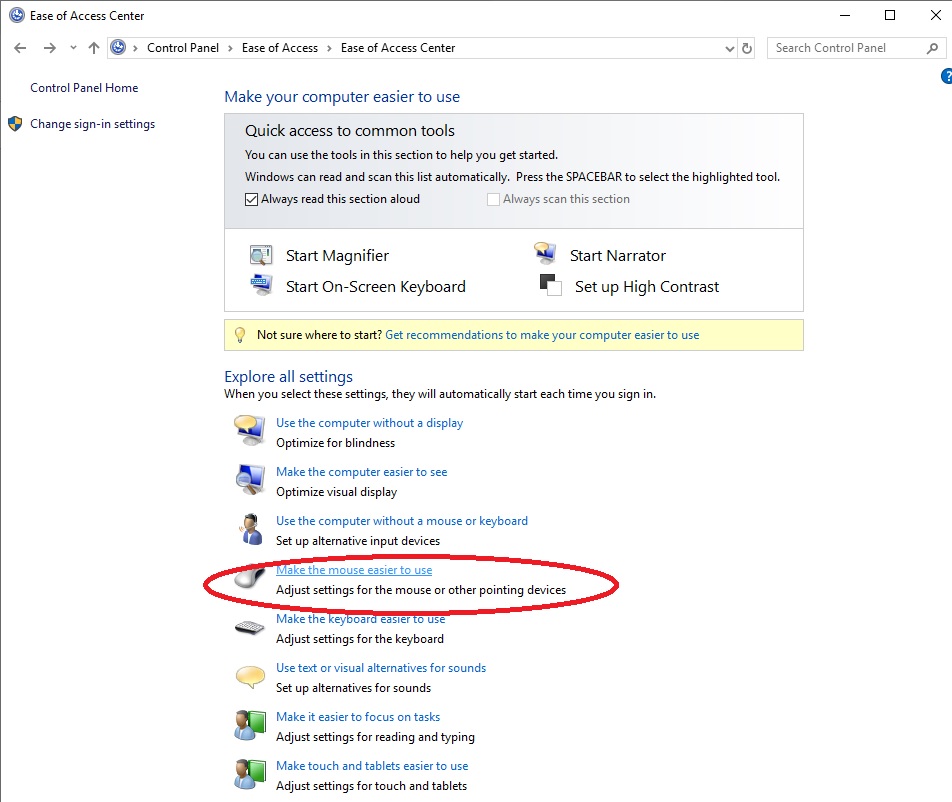 Ease of Access Center
Control Panel > Ease of Access > Ease of Access Center
Search Control Panel
?
Control Panel Home
Change sign-in settings
Make your computer easier to use
Quick access to common tools
You can use the tools in this section to help you get started.
Windows can read and scan this list automatically. Press the SPACEBAR to select the highlighted tool.
Always read this section aloud
Always scan this section
Start Magnifier
Start Narrator
Start On-Screen Keyboard
Set up High Contrast
Not sure where to start? Get recommendations to make your computer easier to use
Explore all settings
When you select these settings, they will automatically start each time you sign in.
Use the computer without a display
Optimize for blindness
Make the computer easier to see
Optimize visual display
Use the computer without a mouse or keyboard
Set up alternative input devices
Make the mouse easier to use
Adjust settings for the mouse or other pointing devices
Make the keyboard easier to use
Adjust settings for the keyboard
Use text or visual alternatives for sounds
Set up alternatives for sounds
Make it easier to focus on tasks
Adjust settings for reading and typing
Make touch and tablets easier to use
Adjust settings for touch and tablets